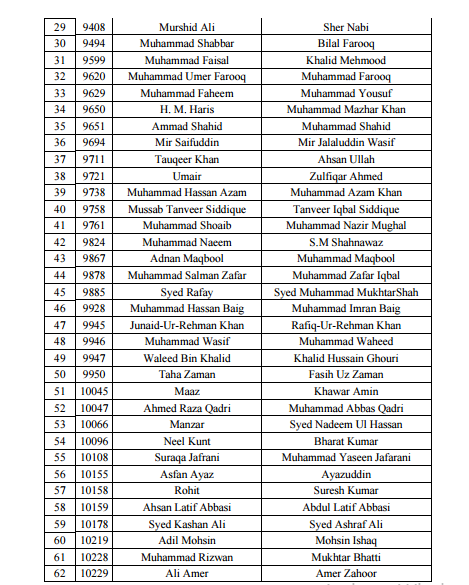 29 9408 Murshid Ali Sher Nabi
30 9494 Muhammad Shabbar Bilal Farooq
31 9599 Muhammad Faisal Khalid Mehmood
32 9620 Muhammad Umer Farooq Muhammad Farooq
33 9629 Muhammad Faheem Muhammad Yousuf
34 9650 H. M. Haris Muhammad Mazhar Khan
35 9651 Ammad Shahid Muhammad Shahid
36 9694 Mir Saifuddin Mir Jalaluddin Wasif
37 9711 Tauqeer Khan Ahsan Ullah
38 9721 Umair Zulfiqar Ahmed
39 9738 Muhammad Hassan Azam Muhammad Azam Khan
40 9758 Mussab Tanveer Siddique Tanveer Iqbal Siddique
41 9761 Muhammad Shoaib Muhammad Nazir Mughal
42 9824 Muhammad Naeem S.M Shahnawaz
43 9867 Adnan Maqbool Muhammad Maqbool
44 9878 Muhammad Salman Zafar Muhammad Zafar Iqbal
45 9885 Syed Rafay Syed Muhammad MukhtarShah
46 9928 Muhammad Hassan Baig Muhammad Imran Baig
47 9945 Junaid-Ur-Rehman Khan Rafiq-Ur-Rehman Khan
48 9946 Muhammad Wasif Muhammad Waheed
49 9947 Waleed Bin Khalid Khalid Hussain Ghouri
50 9950 Taha Zaman Fasih Uz Zaman
51 10045 Maaz Khawar Amin
52 10047 Ahmed Raza Qadri Muhammad Abbas Qadri
53 10066 Manzar Syed Nadeem Ul Hassan
54 10096 Neel Kunt Bharat Kumar
55 10108 Suraqa Jafrani Muhammad Yaseen Jafarani
56 10155 Asfan Ayaz Ayazuddin
57 10158 Rohit Suresh Kumar
58 10159 Ahsan Latif Abbasi Abdul Latif Abbasi
59 10178 Syed Kashan Ali Syed Ashraf Ali
60 10219 Adil Mohsin Mohsin Ishaq
61 10228 Muhammad Rizwan Mukhtar Bhatti
62 10229 Ali Amer Amer Zahoor